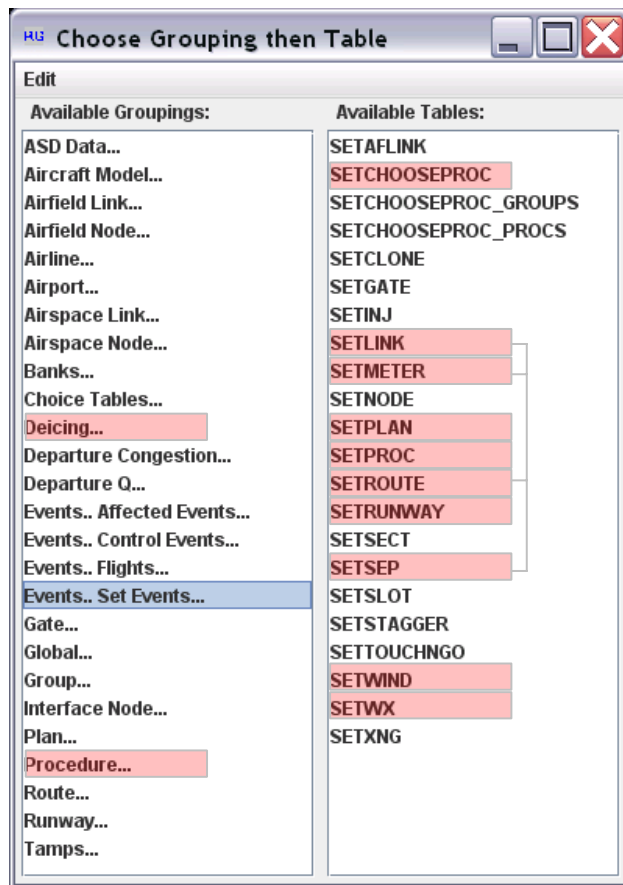 RG Choose Grouping then Table
Edit
Available Groupings:
ASD Data...
Aircraft Model...
Airfield Link...
Airfield Node...
Airline...
Airport...
Airspace Link...
Airspace Node...
Banks...
Choice Tables...
Deicing...
Departure Congestion...
Departure Q...
Events.. Affected Events...
Events.. Control Events...
Events.. Flights...
Events.. Set Events...
Gate...
Global...
Group...
Interface Node...
Plan...
Procedure...
Route...
Runway...
Tamps...
Available Tables:
SETAFLINK
SETCHOOSEPROC
SETCHOOSEPROC_GROUPS
SETCHOOSEPROC_PROCS
SETCLONE
SETGATE
SETINJ
SETLINK
SETMETER
SETNODE
SETPLAN
SETPROC
SETROUTE
SETRUNWAY
SETSECT
SETSEP
SETSLOT
SETSTAGGER
SETTOUCHNGO
SETWIND
SETWX
SETXNG